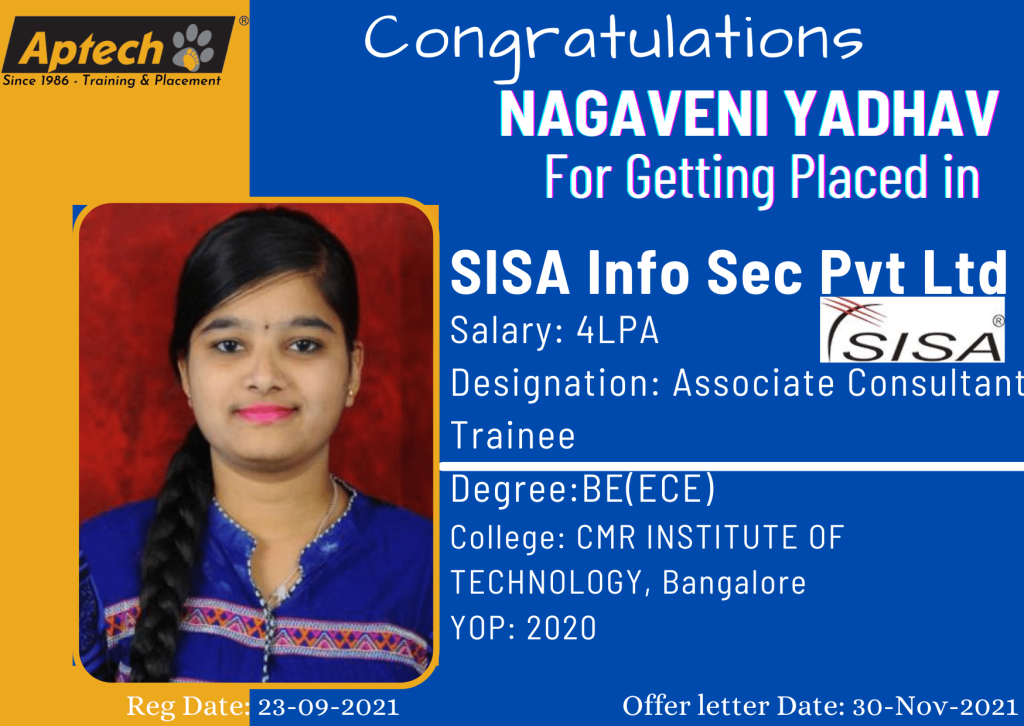 Aptech ®
Since 1986 - Training & Placement
Congratulations
NAGAVENI YADHAV
For Getting Placed in
SISA Info Sec Pvt Ltd
SISA ®
Salary: 4LPA
Designation: Associate Consultant
Trainee
Degree:BE(ECE)
College: CMR INSTITUTE OF
TECHNOLOGY, Bangalore
YOP: 2020
Reg Date: 23-09-2021
Offer letter Date: 30-Nov-2021